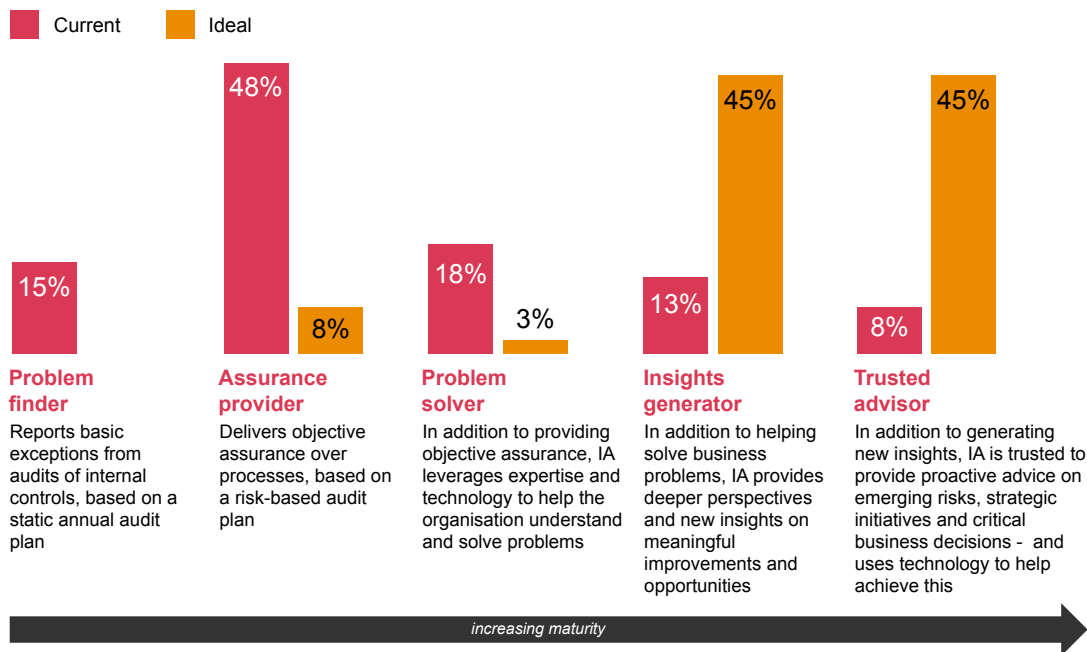 Current
Ideal
15%
48%
8%
18%
3%
13%
45%
8%
45%
Problem
finder
Reports basic
exceptions from
audits of internal
controls, based on a
static annual audit
plan
Assurance
provider
Delivers objective
assurance over
processes, based on
a risk-based audit
plan
Problem
solver
In addition to providing
objective assurance, IA
leverages expertise and
technology to help the
organisation understand
and solve problems
Insights
generator
In addition to helping
solve business
problems, IA provides
deeper perspectives
and new insights on
meaningful
improvements and
opportunities
Trusted
advisor
In addition to generating
new insights, IA is trusted to
provide proactive advice on
emerging risks, strategic
initiatives and critical
business decisions - and
uses technology to help
achieve this
increasing maturity